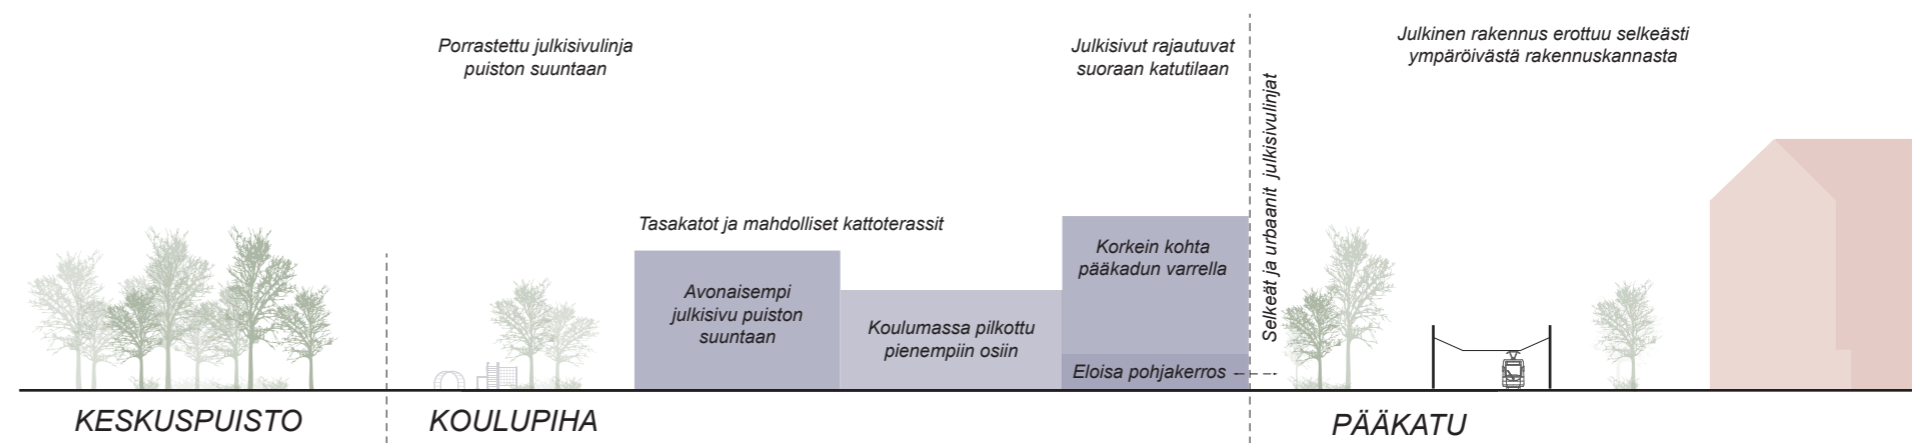 Porrastettu julkisivulinja
puiston suuntaan
Julkisivut rajautuvat
suoraan katutilaan
Julkinen rakennus erottuu selkeästi
ympäröivästä rakennuskannasta
Selkeät ja urbaanit julkisivulinjat
Tasakatot ja mahdolliset kattoterassit
Avonaisempi
julkisivu puiston
suuntaan
Koulumassa pilkottu
pienempiin osiin
Korkein kohta
pääkadun varrella
Eloisa pohjakerros
KESKUSPUISTO
KOULUPIHA
PÄÄKATU